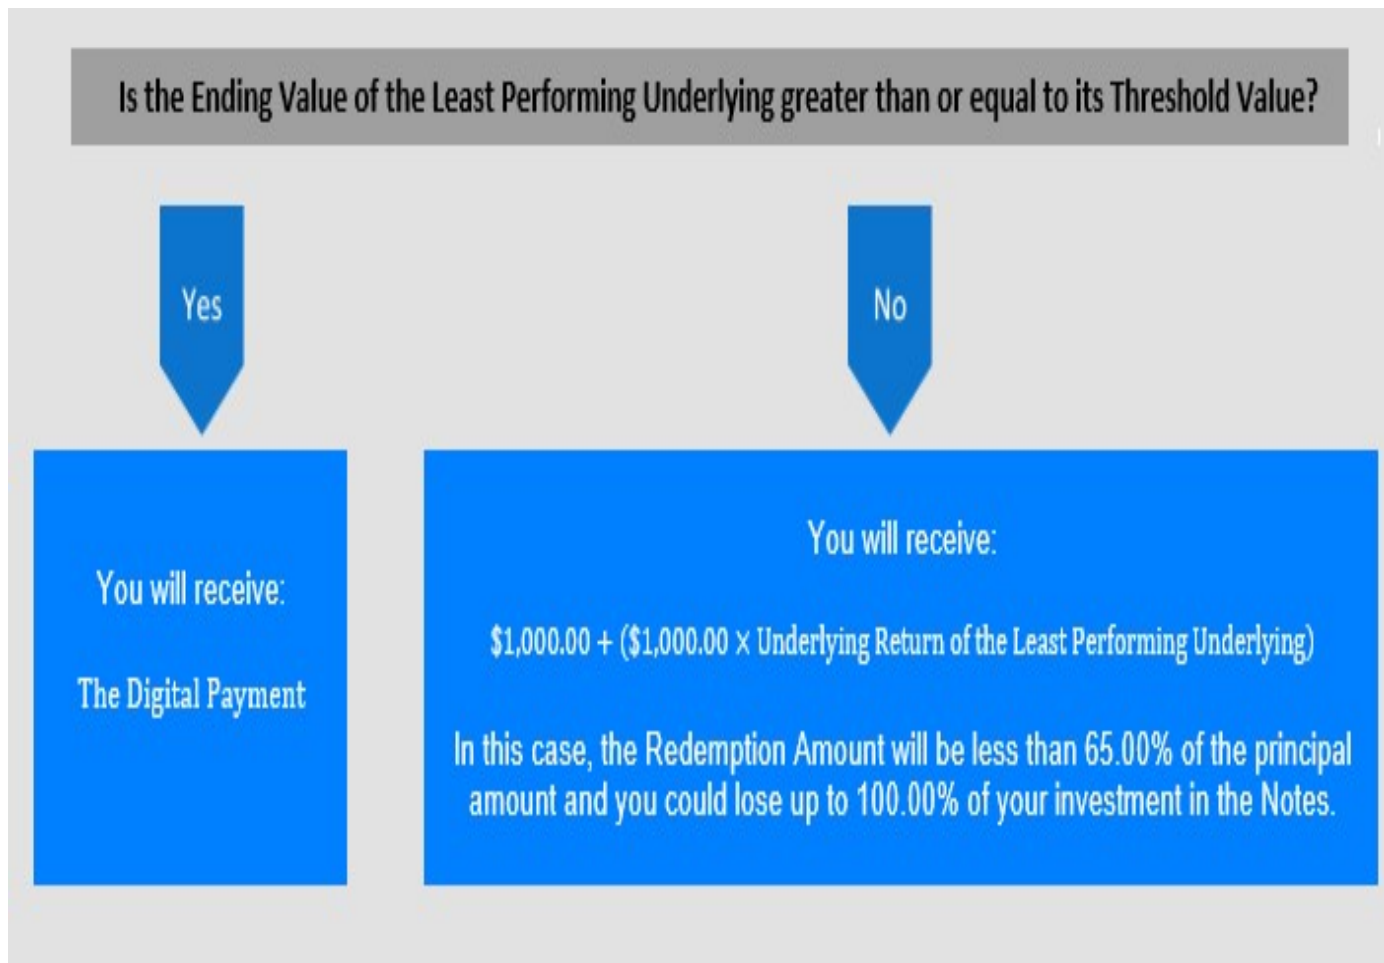 Is the Ending Value of the Least Performing Underlying greater than or equal to its Threshold Value?
Yes
No
You will receive:
The Digital Payment
You will receive:
$1,000.00 + ($1,000.00 × Underlying Return of the Least Performing Underlying)
In this case, the Redemption Amount will be less than 65.00% of the principal
amount and you could lose up to 100.00% of your investment in the Notes.